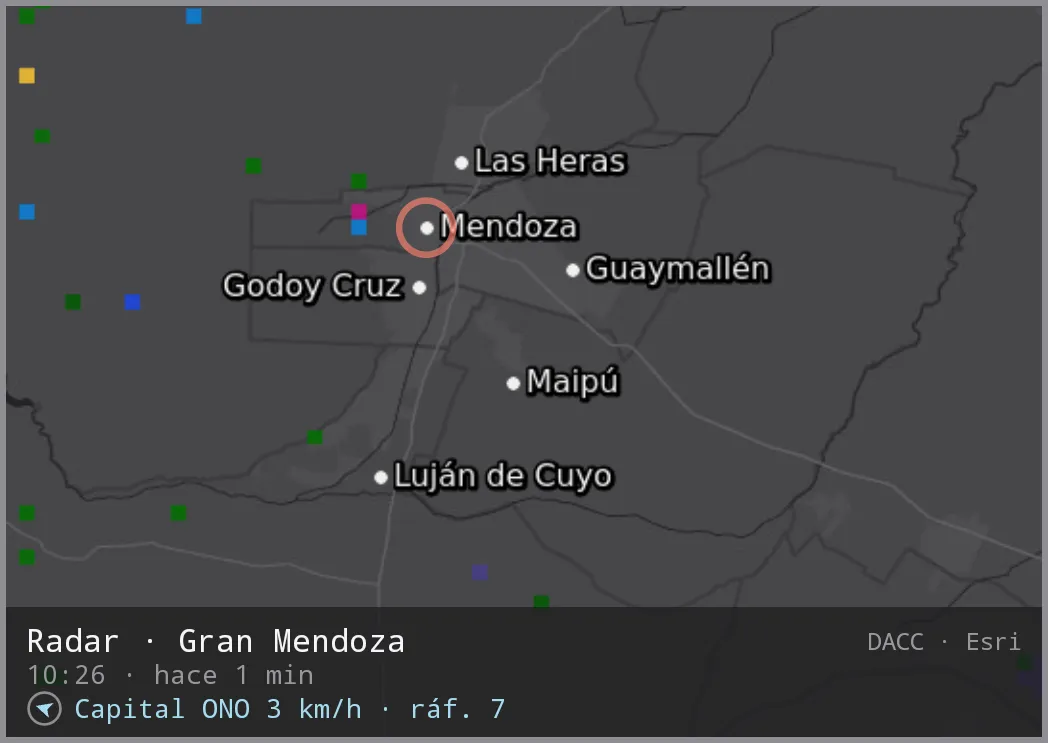 Las Heras
Mendoza
Guaymallén
Godoy Cruz
Maipú
Luján de Cuyo
Radar · Gran Mendoza
DACC · Esri
10:26 · hace 1 min
Capital ONO 3 km/h · ráf. 7